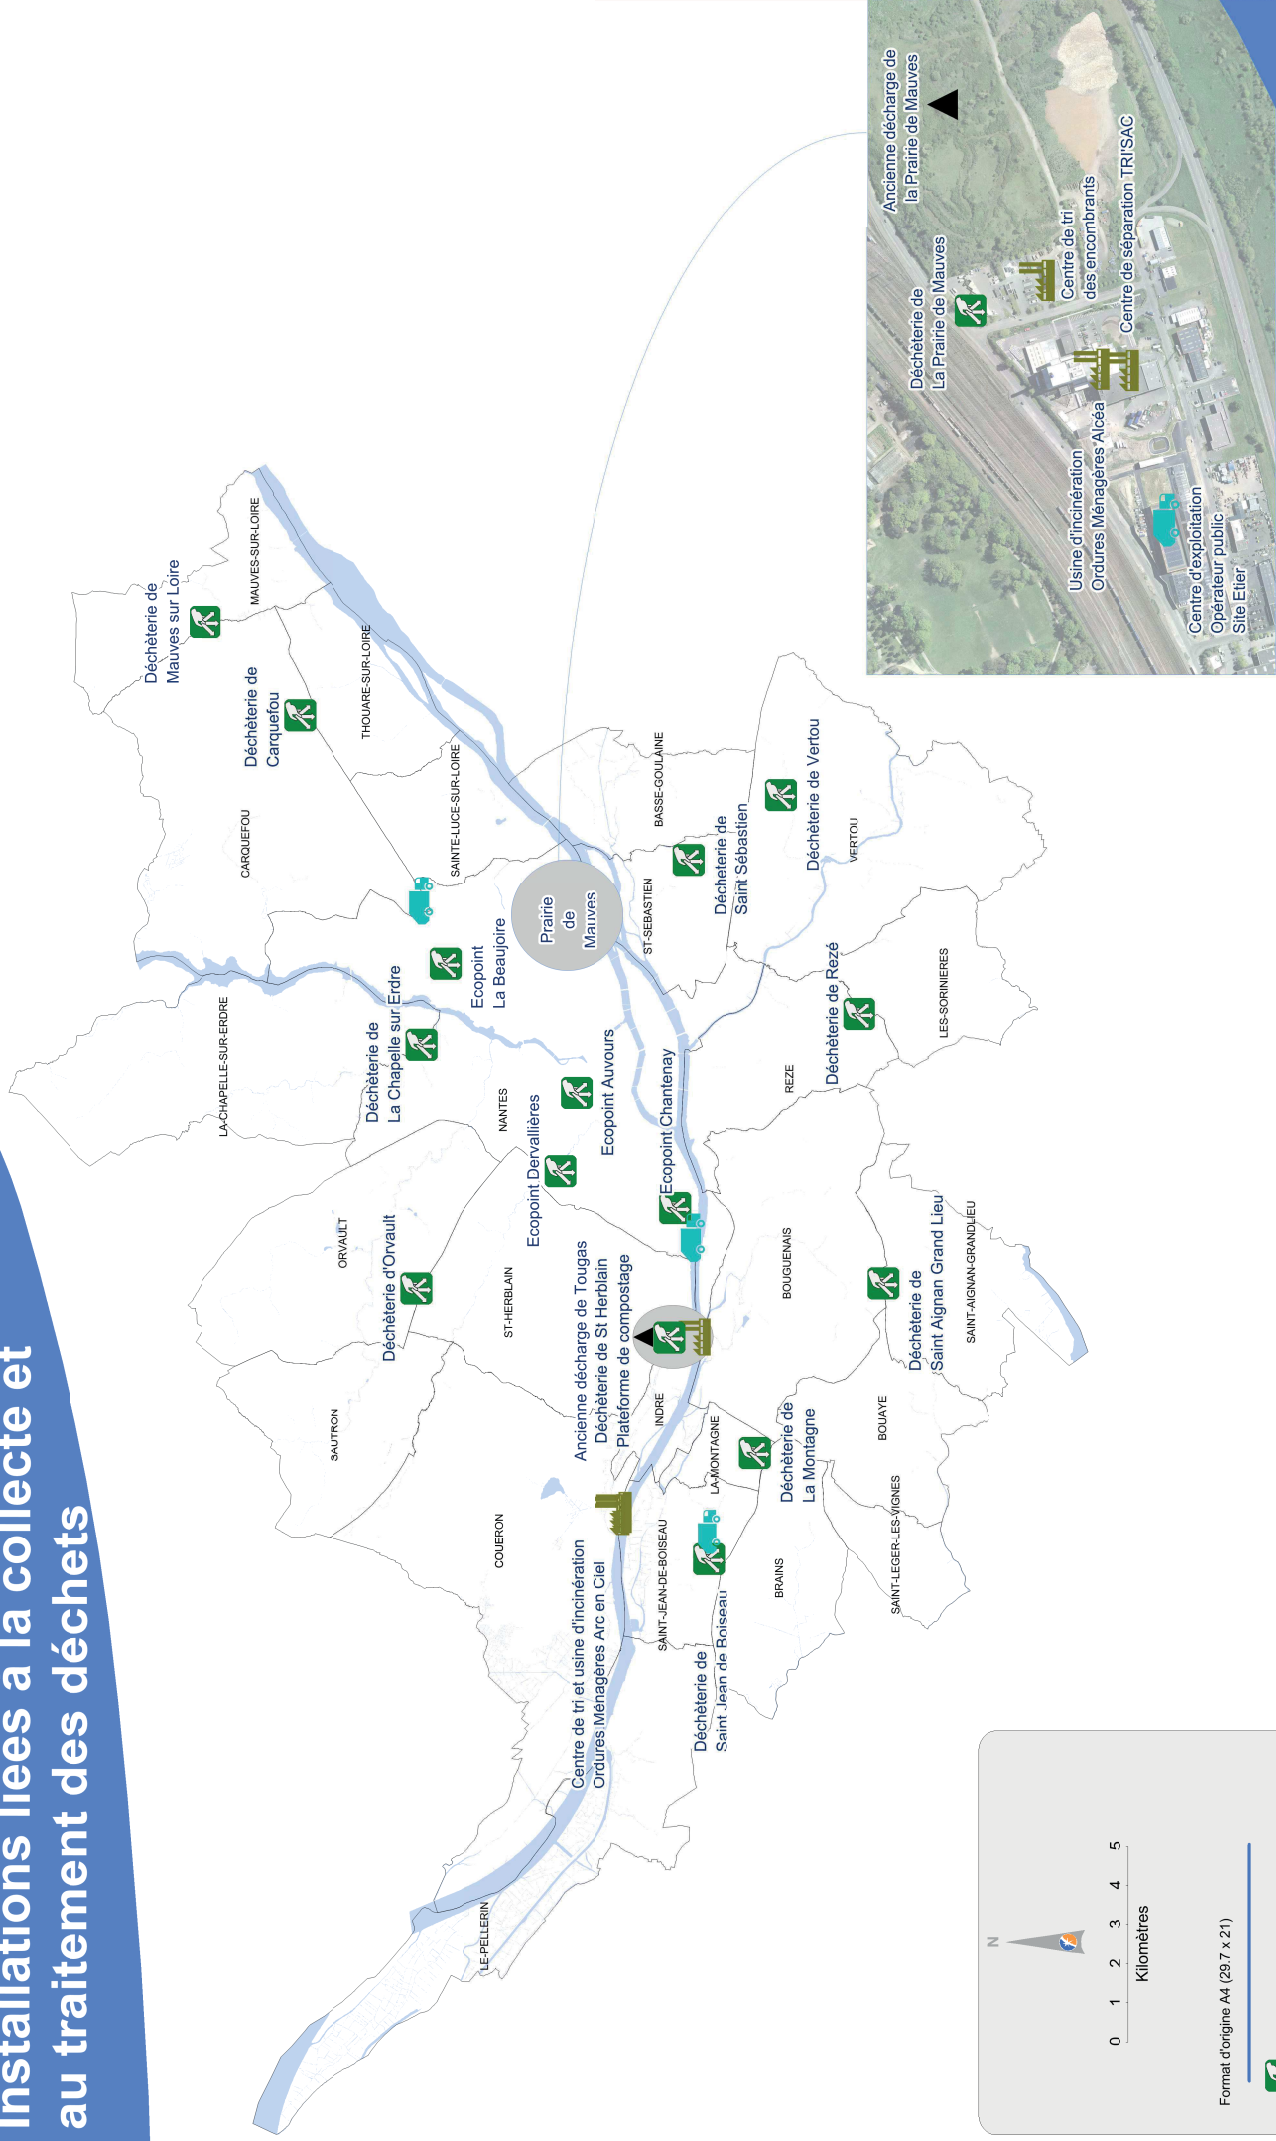 Installations liées à la collecte et
au traitement des déchets
Déchèterie de
Mauves sur Loire
MAUVES-SUR-LOIRE
Déchèterie de
Carquefou
THOUARE-SUR-LOIRE
CARQUEFOU
SAINTE-LUCE-SUR-LOIRE
LA-CHAPELLE-SUR-ERDRE
Déchèterie de
La Chapelle sur Erdre
Ecopoint
La Beaujoire
Prairie
de
Mauves
BASSE-GOULAINE
ST-SEBASTIEN
Décheterie de
Saint Sébastien
Déchèterie de Vertou
VERTOU
ORVAULT
Déchèterie d'Orvault
NANTES
Ecopoint Dervallières
Ecopoint Auvours
Ecopoint Chantenay
REZE
Déchèterie de Rezé
LES-SORINIERES
SAUTRON
ST-HERBLAIN
Ancienne décharge de Tougas
Déchèterie de St Herblain
Plateforme de compostage
BOUGUENAIS
Déchèterie de
Saint Aignan Grand Lieu
SAINT-AIGNAN-GRANDLIEU
COUERON
INDRE
LA-MONTAGNE
Déchèterie de
La Montagne
BOUAYE
Centre de tri et usine d'incinération
Ordures Ménagères Arc en Ciel
SAINT-JEAN-DE-BOISEAU
Déchèterie de
Saint Jean de Boiseau
BRAINS
SAINT-LEGER-LES-VIGNES
LE-PELLERIN
Ancienne décharge de
la Prairie de Mauves
Déchèterie de
La Prairie de Mauves
Centre de tri
des encombrants
Centre de séparation TRI'SAC
Usine d'incinération
Ordures Ménagères Alcéa
Centre d'exploitation
Opérateur public
Site Etier
N
0 1 2 3 4 5
Kilomètres
Format d'origine A4 (29.7 x 21)